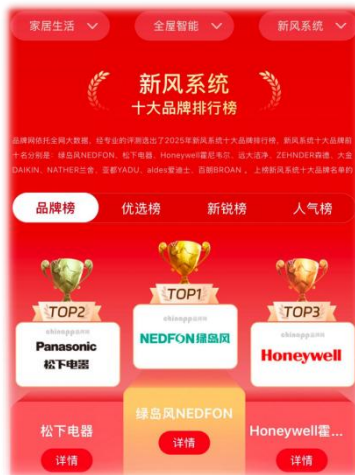 家居生活 全屋智能 新风系统
新风系统
十大品牌排行榜
品牌网依托全网大数据，经专业的评测选出了2025年新风系统十大品牌排行榜，新风系统十大品牌前
十名分别是：绿岛风NEDFON、松下电器、Honeywell霍尼韦尔、远大洁净、ZEHNDER森德、大金
DAIKIN、NATHER兰舍、亚都YADU、aldes爱迪士、百朗BROAN 。上榜新风系统十大品牌名单的
品牌榜 优选榜 新锐榜 人气榜
TOP2 TOP1 TOP3
Panasonic
松下电器
NEDFON绿岛风
Honeywell
松下电器 绿岛风NEDFON Honeywell霍...
详情 详情 详情